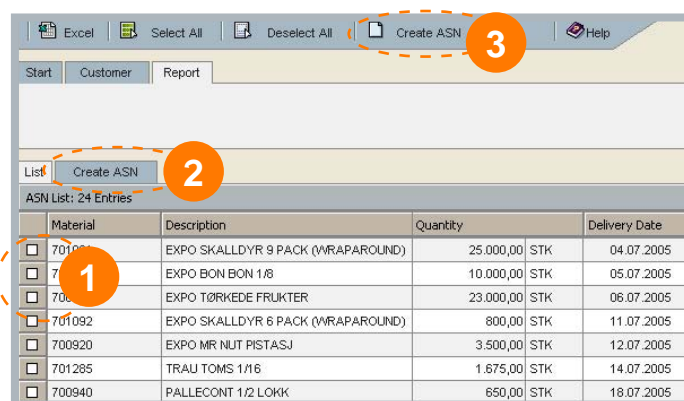 Excel Select All Deselect All Create ASN Help
3
Start Customer Report
List Create ASN
2
ASN List: 24 Entries
Material Description Quantity Delivery Date
EXPO SKALLDYR 9 PACK (WRAPAROUND) 25.000,00 STK 04.07.2005
1
EXPO BON BON 1/8 10.000,00 STK 05.07.2005
EXPO TØRKEDE FRUKTER 23.000,00 STK 06.07.2005
701092 EXPO SKALLDYR 6 PACK (WRAPAROUND) 800,00 STK 11.07.2005
700920 EXPO MR NUT PISTASJ 3.500,00 STK 12.07.2005
701285 TRAU TOMS 1/16 1.675,00 STK 14.07.2005
700940 PALLECONT 1/2 LOKK 650,00 STK 18.07.2005